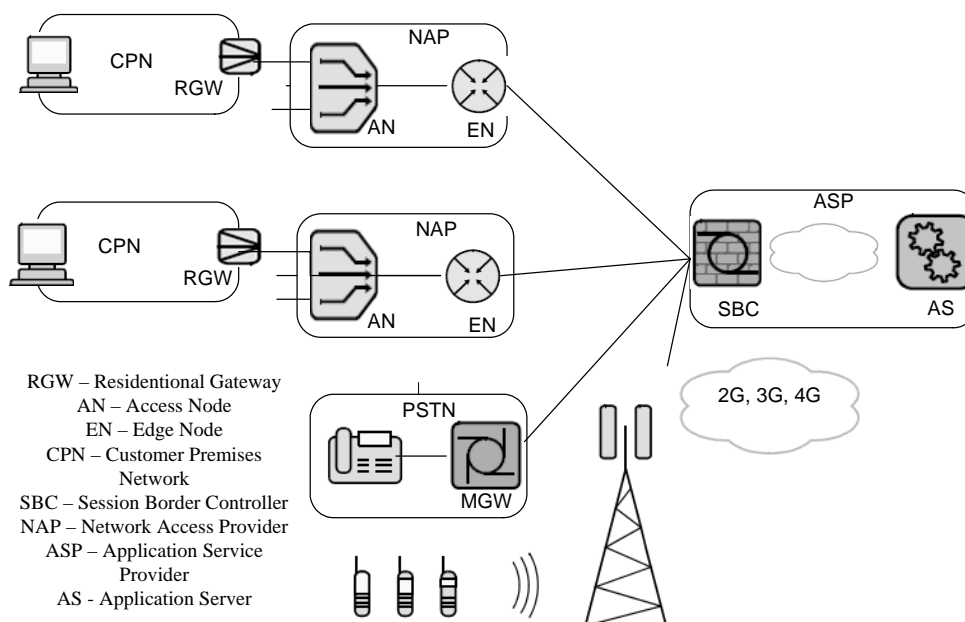 NAP
CPN
RGW
AN
EN
NAP
CPN
RGW
AN
EN
ASP
SBC
AS
RGW – Residentional Gateway
AN – Access Node
EN – Edge Node
CPN – Customer Premises
Network
SBC – Session Border Controller
NAP – Network Access Provider
ASP – Application Service
Provider
AS - Application Server
PSTN
MGW
2G, 3G, 4G